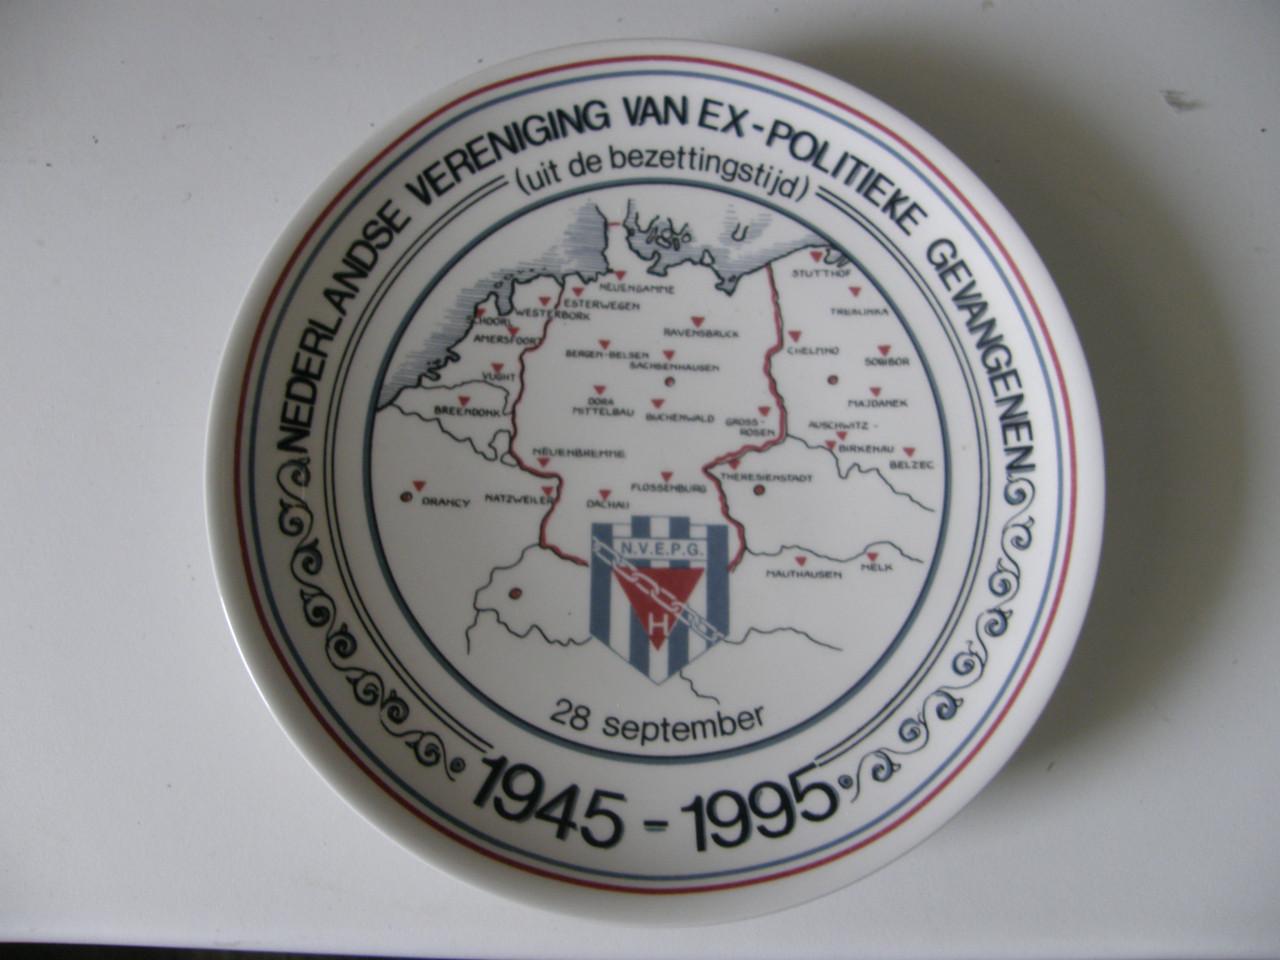 NEDERLANDSE VERENIGING VAN EX-POLITIEKE GEVANGENEN
(uit de bezettingstijd)
STUTTHOF
NEUENGAMME
ESTERWEGEN
TREBLINKA
WESTERBORK
SCHOORL
RAVENSBRUCK
AMERSFOORT
CHELMNO
BERGEN-BELSEN
SOBIBOR
SACHSENHAUSEN
VUGHT
DORA
MITTELBAU
MAJDANEK
BREENDONK
BUCHENWALD
GROSS-
ROSEN
AUSCHWITZ -
BIRKENAU
NEUENBREMME
BELZEC
THERESIENSTADT
FLOSSENBURG
DRANCY
NATZWEILER
DACHAU
N.V.E.P.G.
MAUTHAUSEN
MELK
H
28 september
1945 - 1995